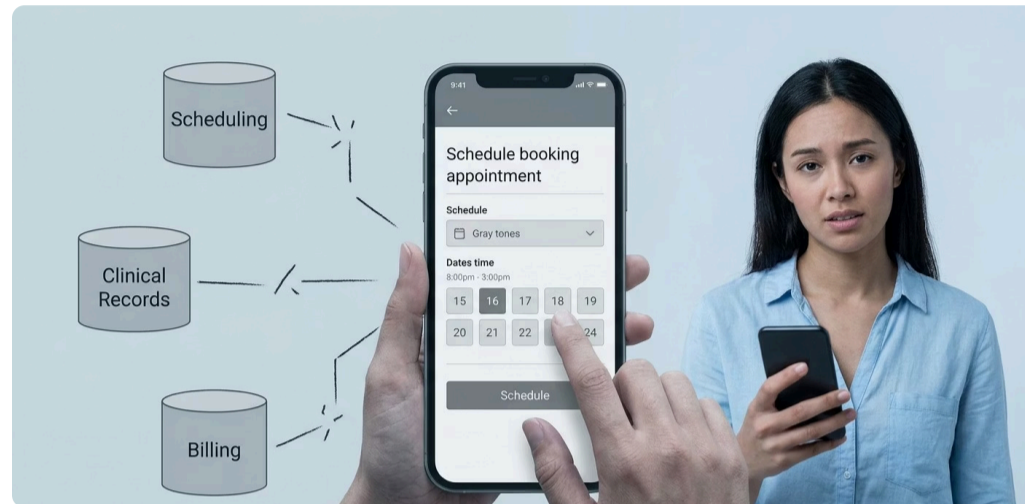 Scheduling
Clinical
Records
Billing
9:41
Schedule booking
appointment
Schedule
Gray tones
Dates time
8:00pm - 3:00pm
15 16 17 18 19
20 21 22 24
Schedule